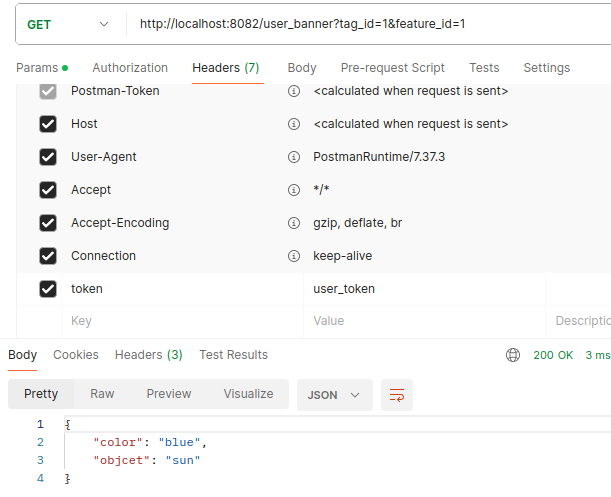 GET http://localhost:8082/user_banner?tag_id=1&feature_id=1
Params Authorization Headers (7) Body Pre-request Script Tests Settings
Postman-Token <calculated when request is sent>
Host <calculated when request is sent>
User-Agent PostmanRuntime/7.37.3
Accept */*
Accept-Encoding gzip, deflate, br
Connection keep-alive
token user_token
Key Value Descriptio
Body Cookies Headers (3) Test Results 200 OK 3 ms
Pretty Raw Preview Visualize JSON
1 {
2 "color": "blue",
3 "objcet": "sun"
4 }